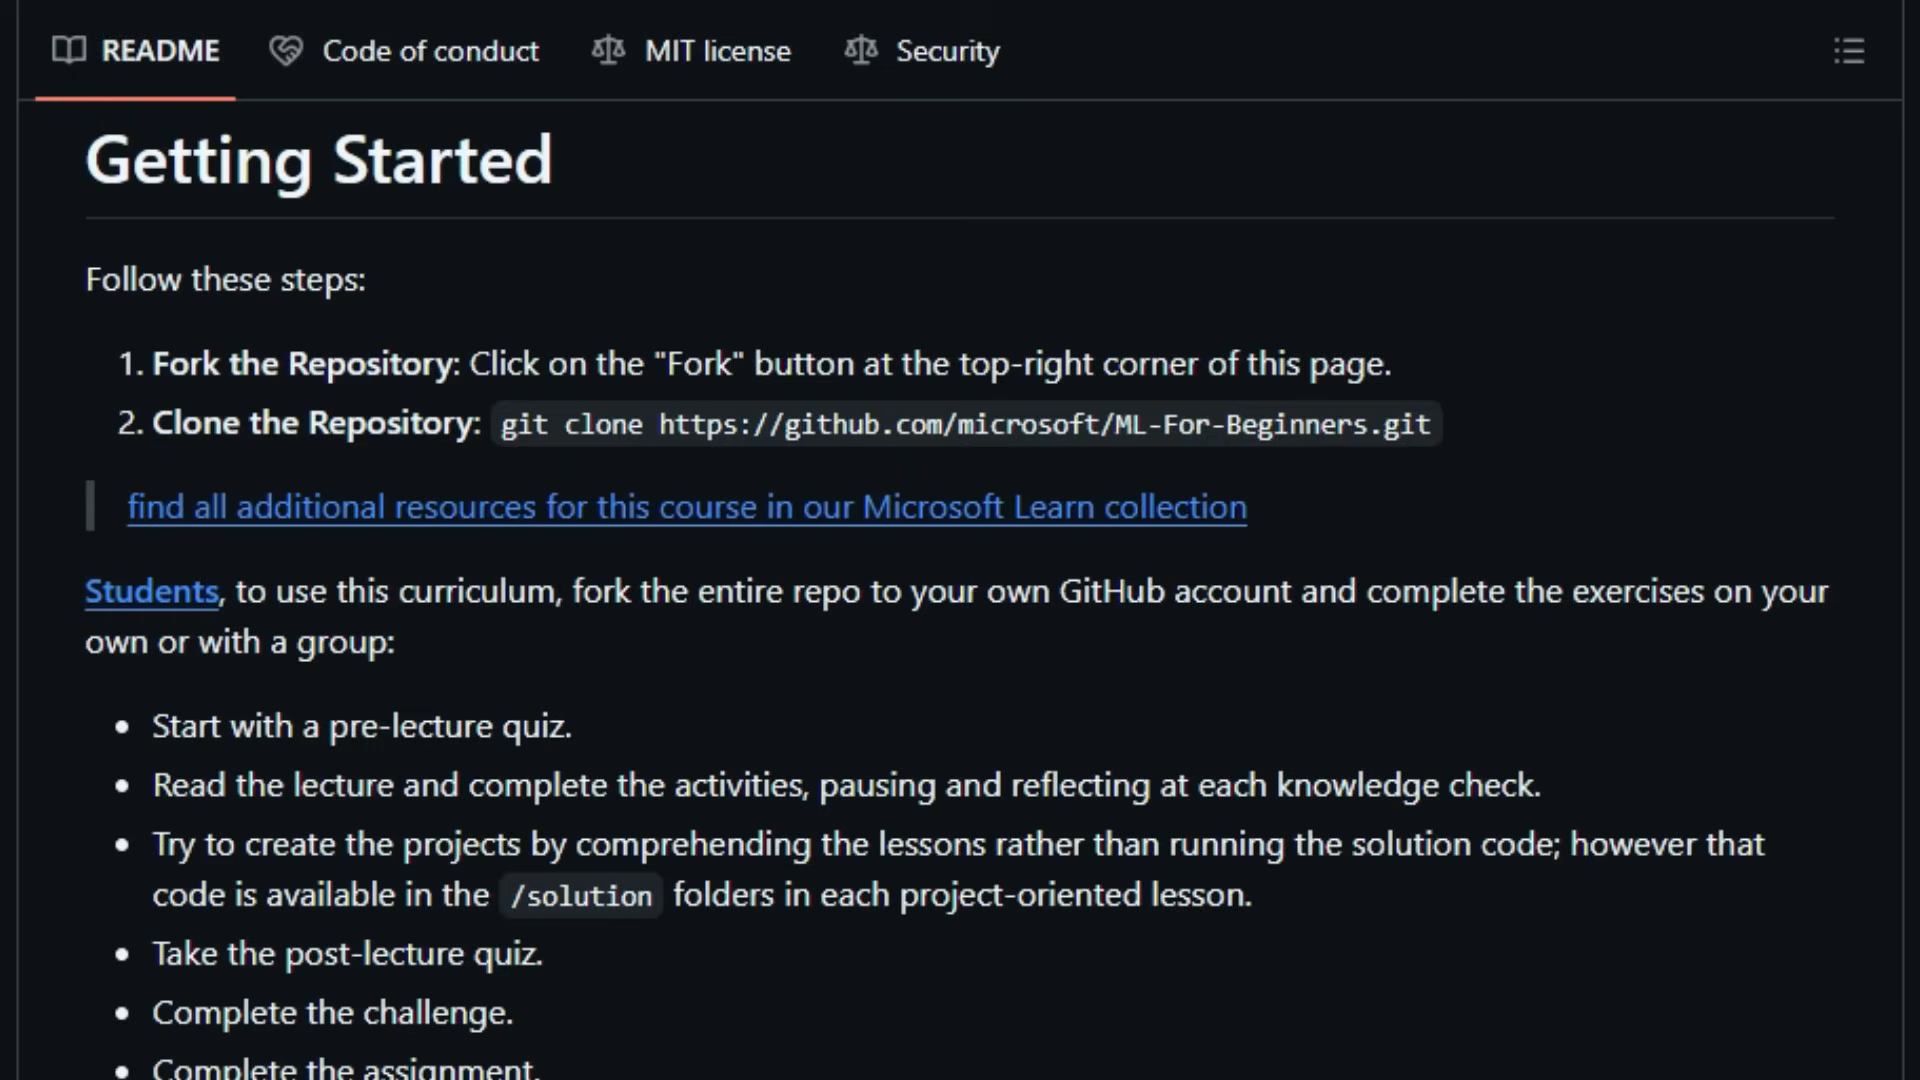 README Code of conduct MIT license Security
Getting Started
Follow these steps:
1. Fork the Repository: Click on the "Fork" button at the top-right corner of this page.
2. Clone the Repository: git clone https://github.com/microsoft/ML-For-Beginners.git
find all additional resources for this course in our Microsoft Learn collection
Students, to use this curriculum, fork the entire repo to your own GitHub account and complete the exercises on your
own or with a group:
• Start with a pre-lecture quiz.
• Read the lecture and complete the activities, pausing and reflecting at each knowledge check.
• Try to create the projects by comprehending the lessons rather than running the solution code; however that
code is available in the /solution folders in each project-oriented lesson.
• Take the post-lecture quiz.
• Complete the challenge.
• Complete the assignment.